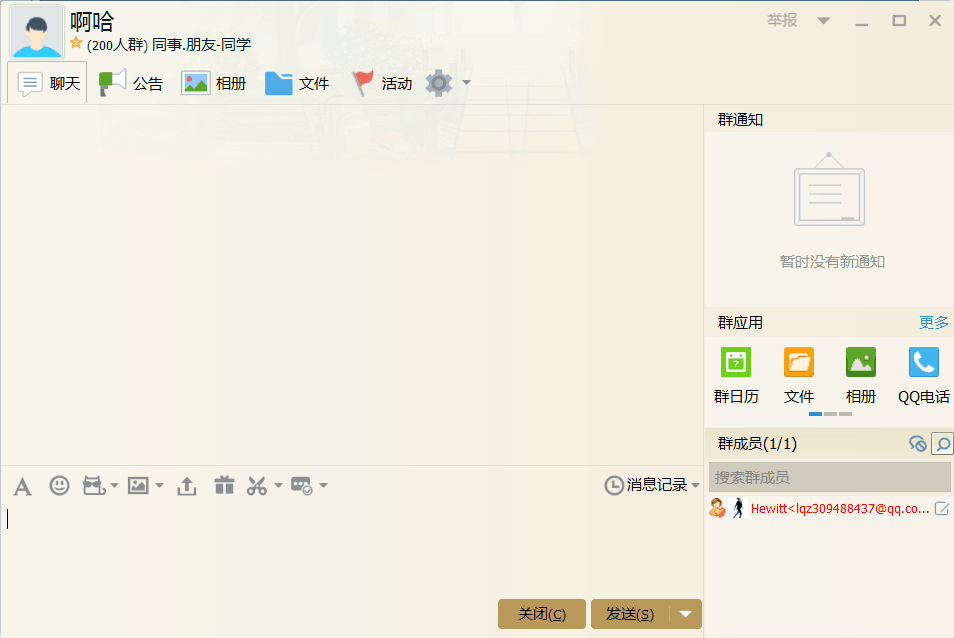 啊哈
举报
(200人群) 同事.朋友-同学
聊天 公告 相册 文件 活动
群通知
暂时没有新通知
群应用 更多
7
群日历 文件 相册 QQ电话
群成员(1/1)
搜索群成员
Hewitt<lqz309488437@qq.co...
消息记录
关闭(C) 发送(S)